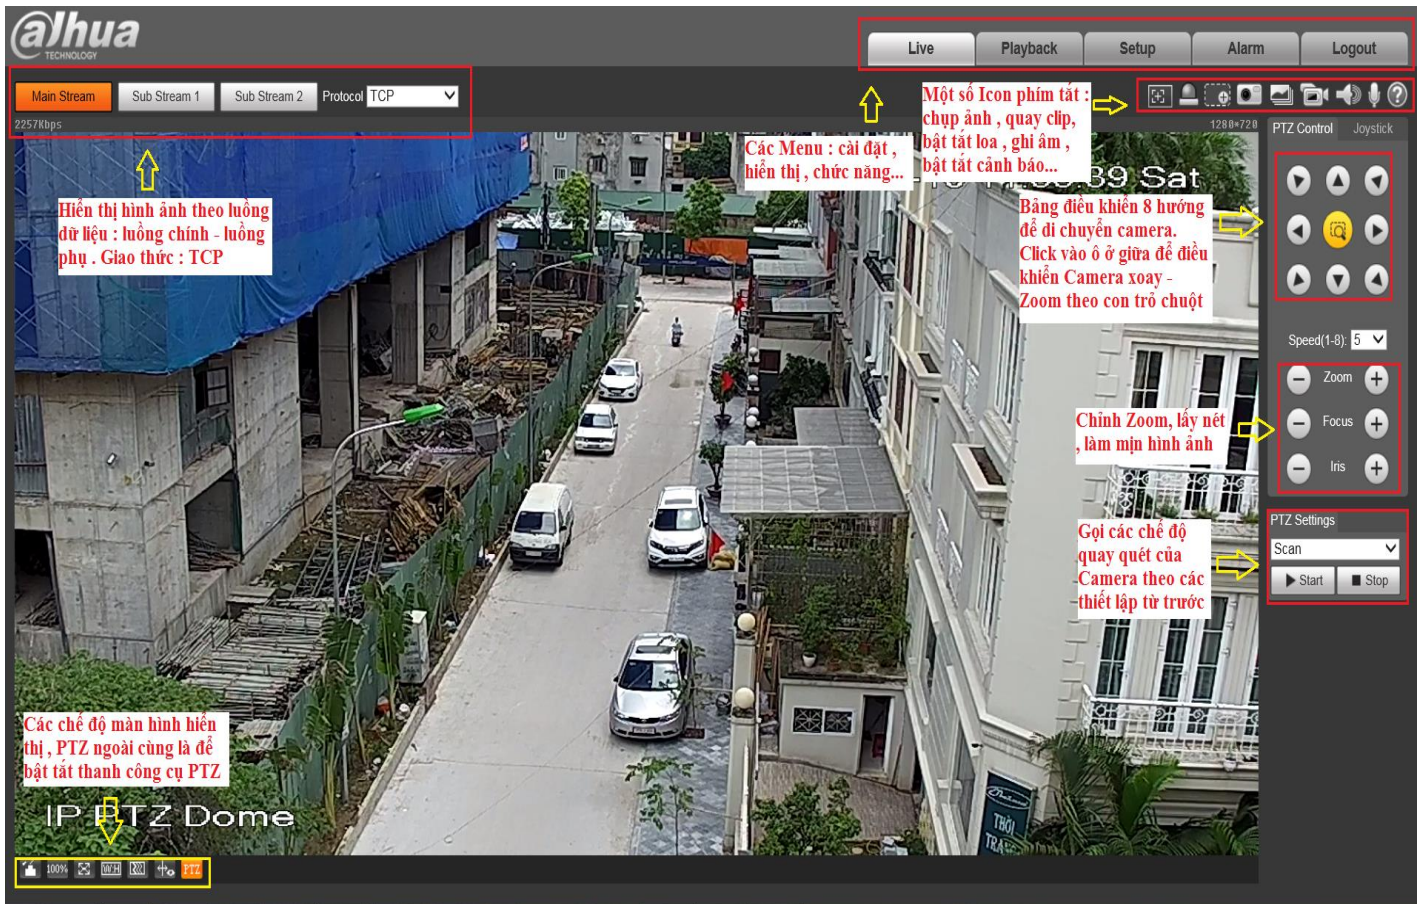 alhua
TECHNOLOGY
Live
Playback
Setup
Alarm
Logout
Main Stream
Sub Stream 1
Sub Stream 2
Protocol TCP
2257Kbps
1280*720
Một số Icon phím tắt :
chụp ảnh , quay clip,
bật tắt loa , ghi âm ,
bật tắt cảnh báo...
Các Menu : cài đặt ,
hiển thị , chức năng...
39 Sat
PTZ Control
Joystick
Hiển thị hình ảnh theo luồng
dữ liệu : luồng chính - luồng
phụ . Giao thức : TCP
Bảng điều khiển 8 hướng
để di chuyển camera.
Click vào ô ở giữa để điều
khiển Camera xoay -
Zoom theo con trỏ chuột
Speed(1-8): 5
Zoom
Focus
Iris
Chỉnh Zoom, lấy nét
, làm mịn hình ảnh
PTZ Settings
Scan
Start
Stop
Gọi các chế độ
quay quét của
Camera theo các
thiết lập từ trước
Các chế độ màn hình hiển
thị , PTZ ngoài cùng là để
bật tắt thanh công cụ PTZ
IP PTZ Dome
THỜI
TRA
100%
W:H
PTZ